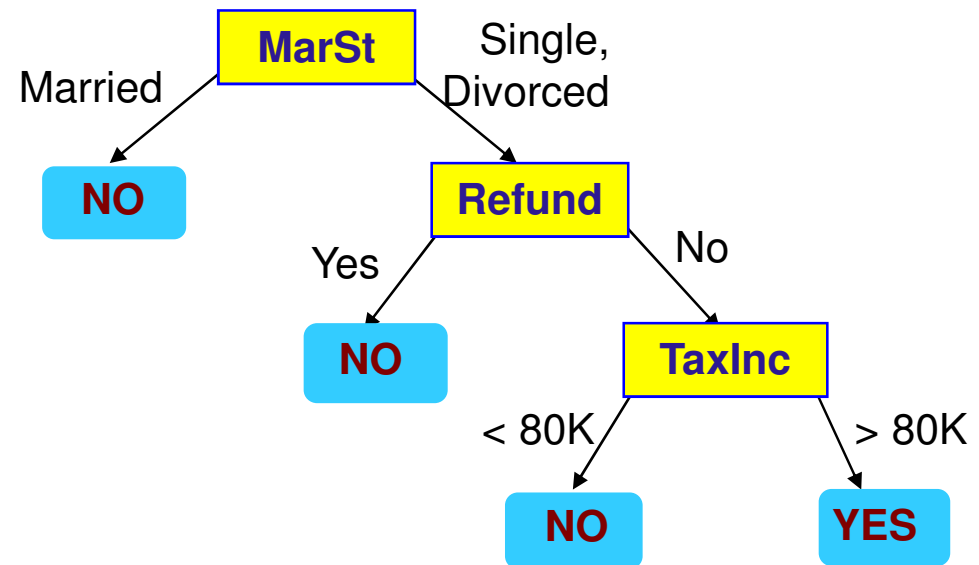 MarSt
Single,
Married
Divorced
NO
Refund
Yes
No
NO
TaxInc
< 80K
> 80K
NO
YES